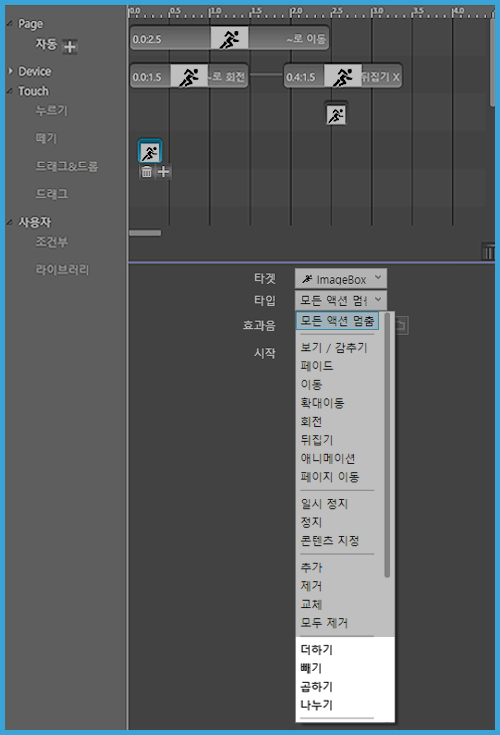 Page
자동
Device
Touch
누르기
떼기
드래그&드롭
드래그
사용자
조건부
라이브러리
0.0 0.5 1.0 1.5 2.0 2.5 3.0 3.5 4.0
0.0:2.5 ~로 이동
0.0:1.5 ~로 회전 0.4:1.5 뒤집기 X
타겟 ImageBox
타입 모든 액션 멈
효과음
시작
모든 액션 멈춤
보기 / 감추기
페이드
이동
확대이동
회전
뒤집기
애니메이션
페이지 이동
일시 정지
정지
콘텐츠 지정
추가
제거
교체
모두 제거
더하기
빼기
곱하기
나누기